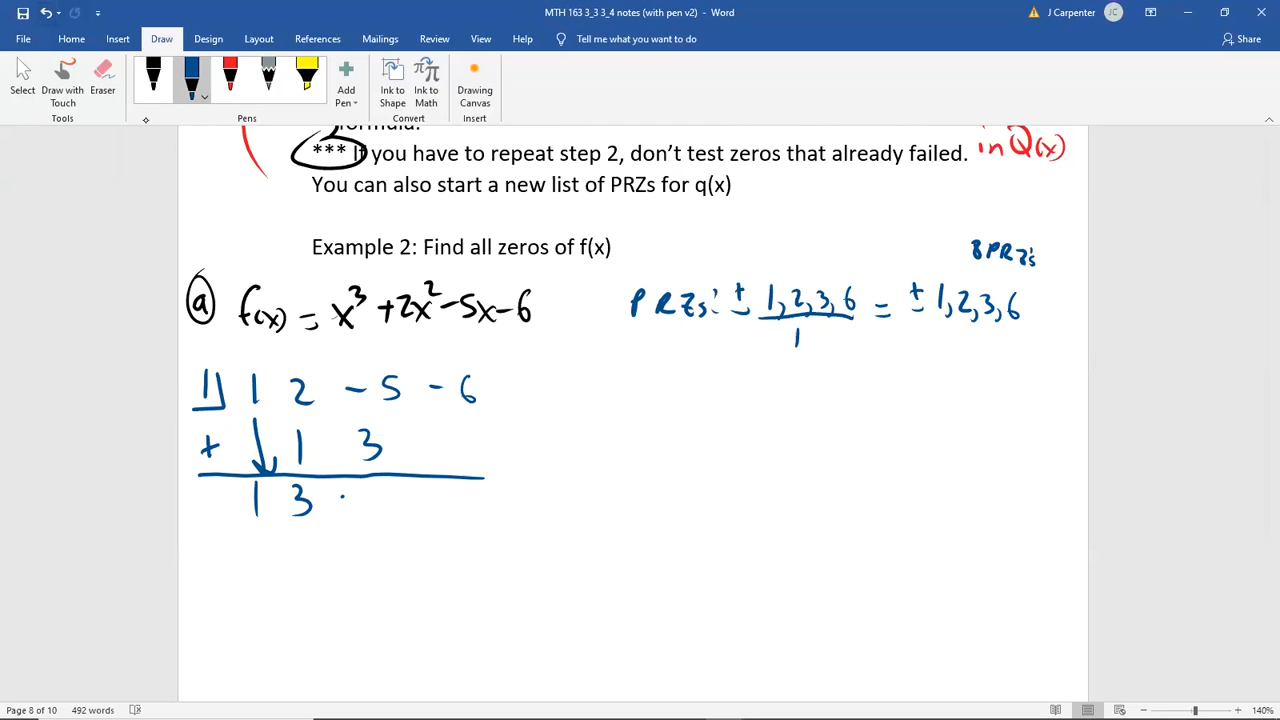 MTH 163 3_3 3_4 notes (with pen v2) - Word
J Carpenter JC
File Home Insert Draw Design Layout References Mailings Review View Help Tell me what you want to do Share
Select Draw with Touch Eraser Add Pen Ink to Shape Ink to Math Drawing Canvas
Tools Pens Convert Insert
formula.
*** If you have to repeat step 2, don't test zeros that already failed.
in Q(x)
You can also start a new list of PRZs for q(x)
Example 2: Find all zeros of f(x)
8 PRZ's
a f(x) = x³ + 2x² - 5x - 6
PRZs: ± 1, 2, 3, 6 / 1 = ± 1, 2, 3, 6
1 1 2 - 5 - 6
+ ↓ 1 3
1 3
Page 8 of 10 492 words 140%